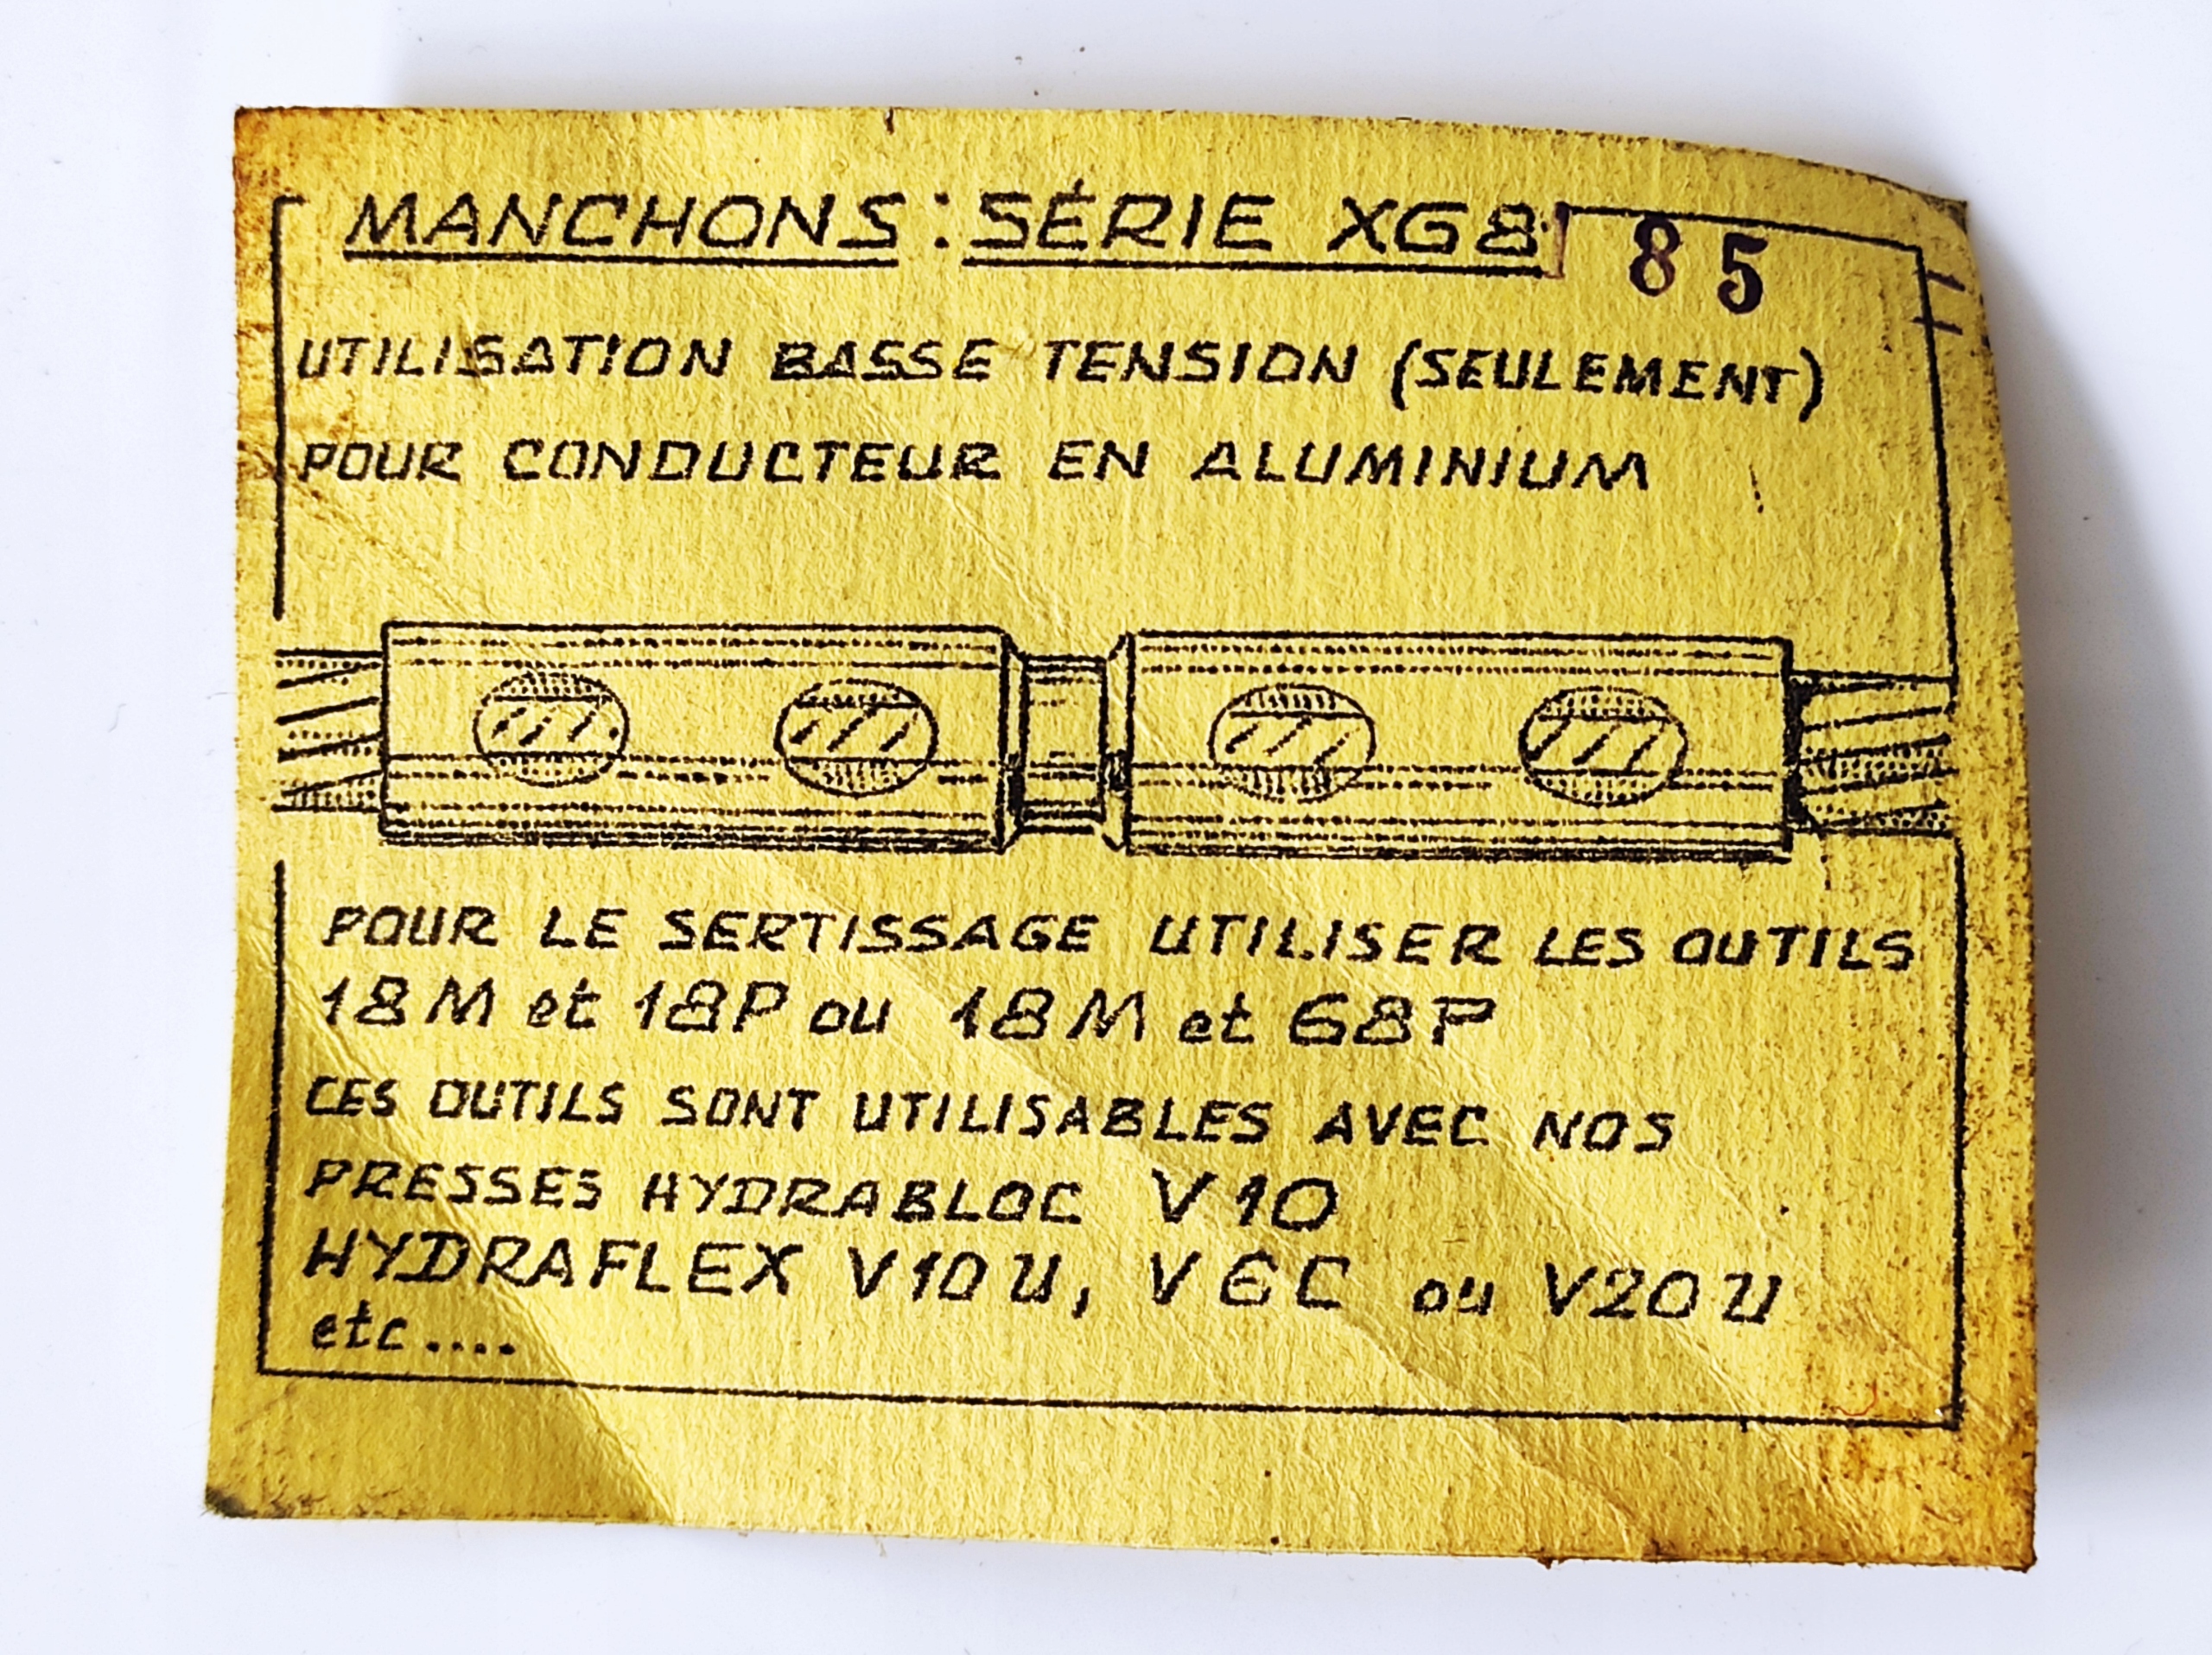 MANCHONS : SÉRIE XG8 85
UTILISATION BASSE TENSION (SEULEMENT)
POUR CONDUCTEUR EN ALUMINIUM
POUR LE SERTISSAGE UTILISER LES OUTILS
18M et 18P ou 18M et 68P
CES OUTILS SONT UTILISABLES AVEC NOS
PRESSES HYDRABLOC V10
HYDRAFLEX V10U, V6C ou V20U
etc....